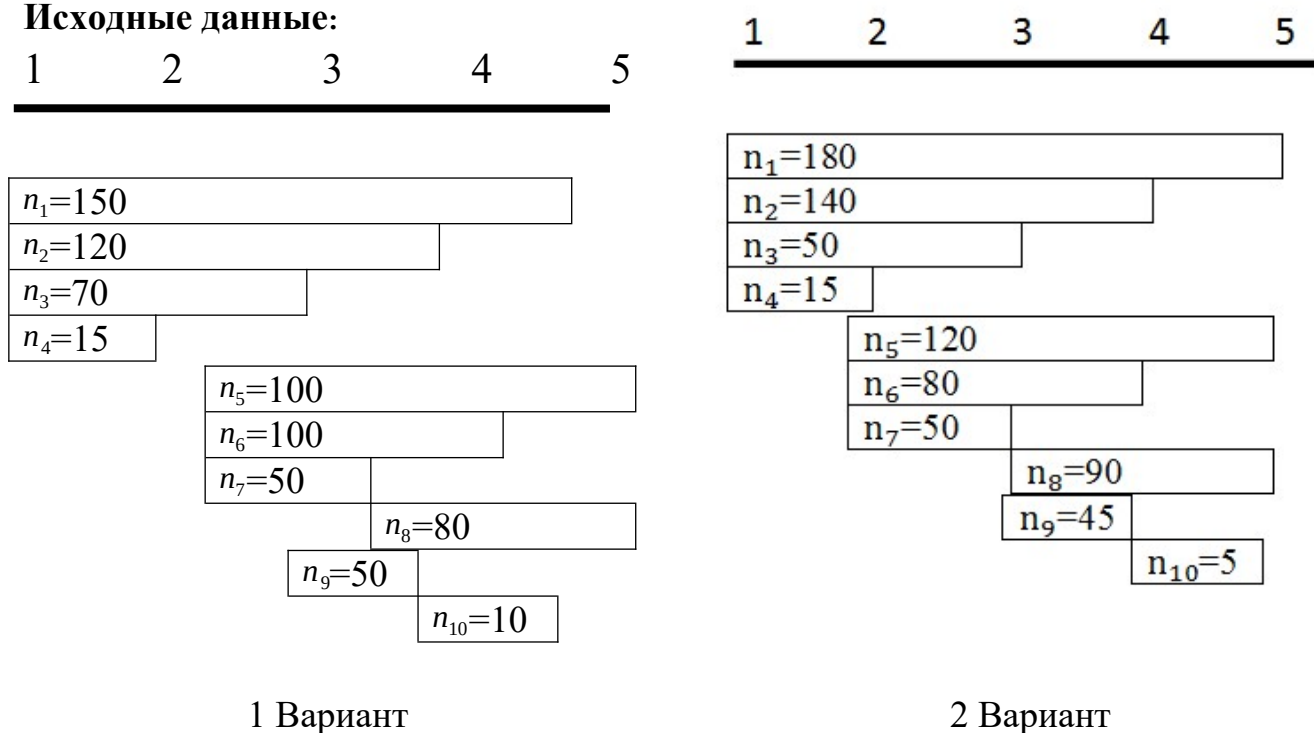 Исходные данные:
1 2 3 4 5
n₁=150
n₂=120
n₃=70
n₄=15
n₅=100
n₆=100
n₇=50
n₈=80
n₉=50
n₁₀=10
1 Вариант
1 2 3 4 5
n₁=180
n₂=140
n₃=50
n₄=15
n₅=120
n₆=80
n₇=50
n₈=90
n₉=45
n₁₀=5
2 Вариант